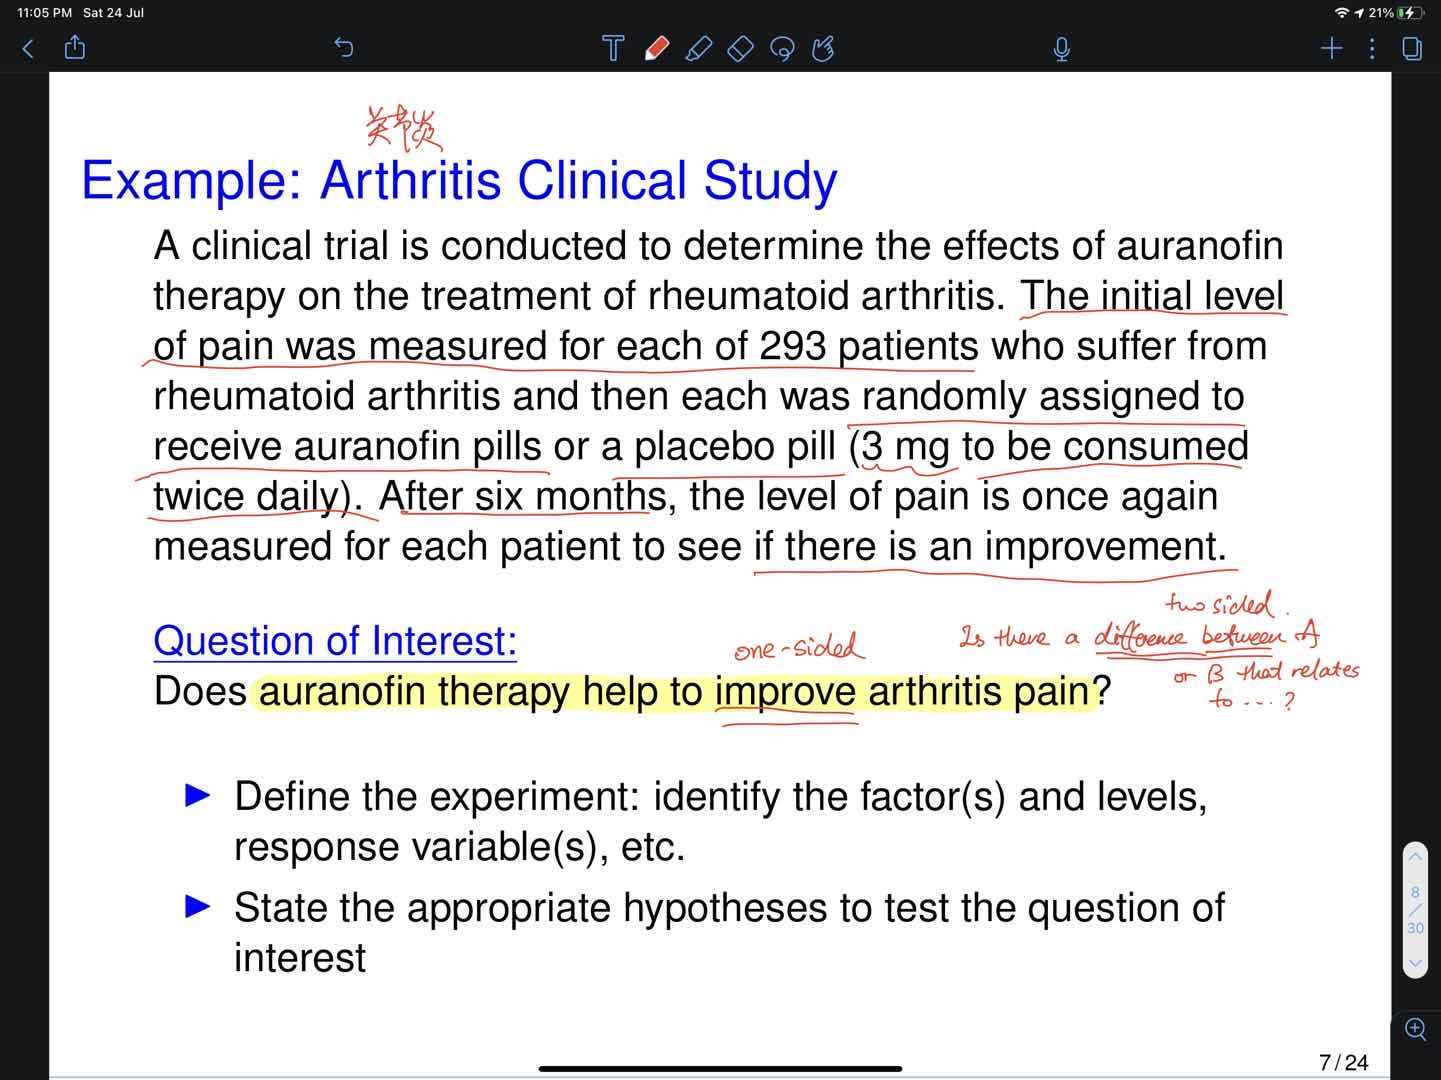 11:05 PM Sat 24 Jul
21%
关节炎
Example: Arthritis Clinical Study
A clinical trial is conducted to determine the effects of auranofin
therapy on the treatment of rheumatoid arthritis. The initial level
of pain was measured for each of 293 patients who suffer from
rheumatoid arthritis and then each was randomly assigned to
receive auranofin pills or a placebo pill (3 mg to be consumed
twice daily). After six months, the level of pain is once again
measured for each patient to see if there is an improvement.
two sided.
Question of Interest:
one-sided
Is there a difference between A
or B that relates
to ... ?
Does auranofin therapy help to improve arthritis pain?
► Define the experiment: identify the factor(s) and levels,
response variable(s), etc.
► State the appropriate hypotheses to test the question of
interest
8
/
30
7/24